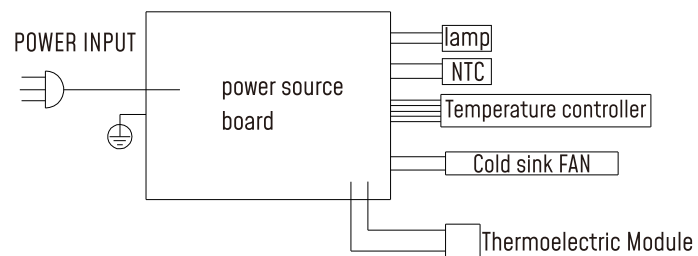 POWER INPUT
power source
board
lamp
NTC
Temperature controller
Cold sink FAN
Thermoelectric Module